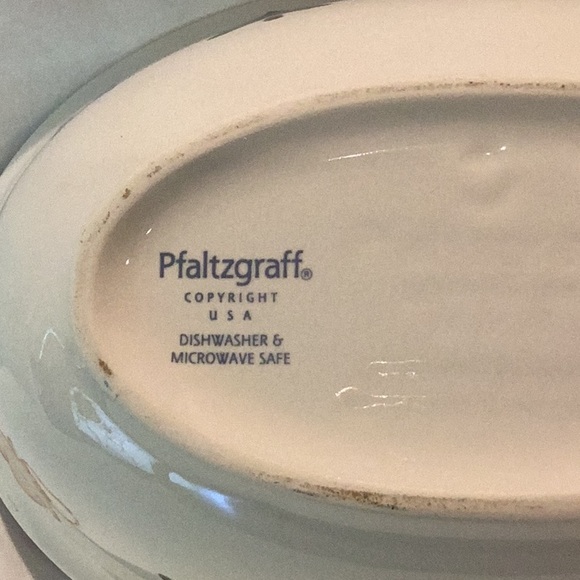 Pfaltzgraff®
COPYRIGHT
USA
DISHWASHER &
MICROWAVE SAFE